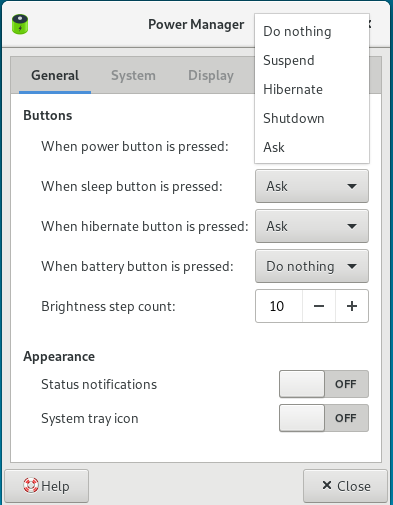 Power Manager
Do nothing
Suspend
Hibernate
Shutdown
Ask
General System Display
Buttons
When power button is pressed:
When sleep button is pressed: Ask
When hibernate button is pressed: Ask
When battery button is pressed: Do nothing
Brightness step count: 10 − +
Appearance
Status notifications OFF
System tray icon OFF
Help × Close